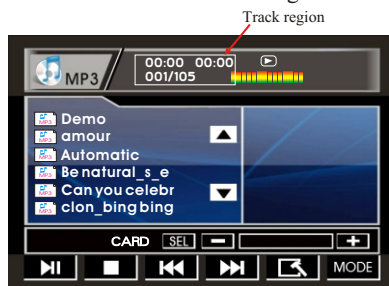 Track region
MP3
00:00 00:00
001/105
Demo
amour
Automatic
Be natural_s_e
Can you celebr
clon_bing bing
CARD SEL
MODE